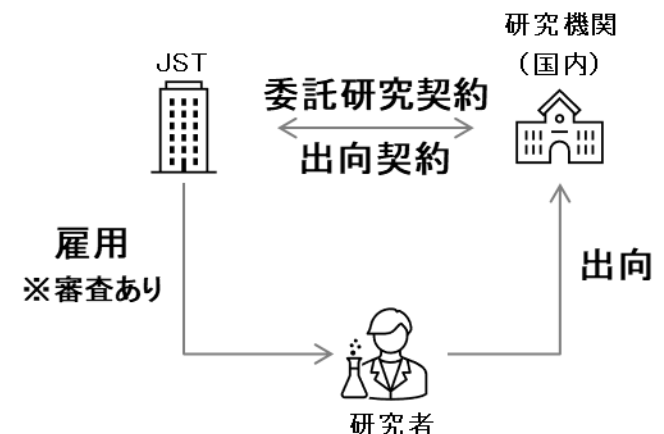 JST
研究機関
（国内）
委託研究契約
出向契約
雇用
※審査あり
出向
研究者